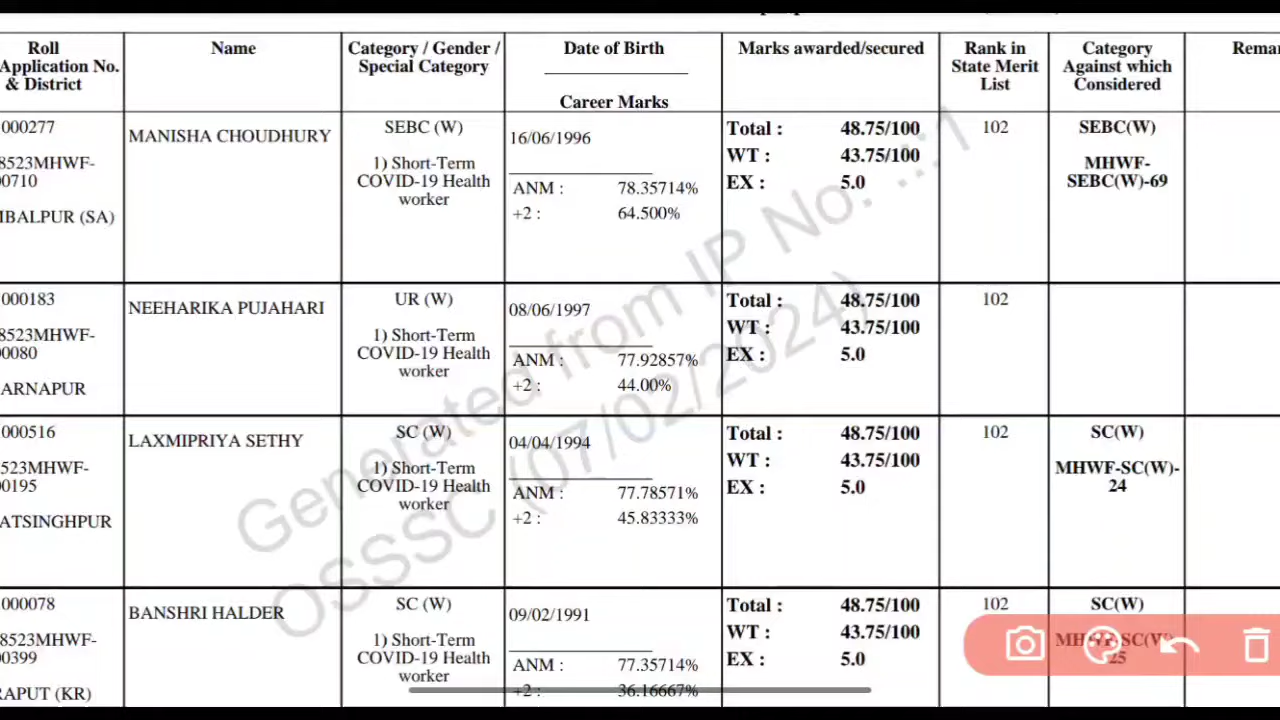 Roll
Application No.
& District
Name
Category / Gender /
Special Category
Date of Birth
Career Marks
Marks awarded/secured
Rank in
State Merit
List
Category
Against which
Considered
000277
8523MHWF-
00710
MBALPUR (SA)
MANISHA CHOUDHURY
SEBC (W)
1) Short-Term
COVID-19 Health
worker
16/06/1996
ANM : 78.35714%
+2 : 64.500%
Total : 48.75/100
WT : 43.75/100
EX : 5.0
102
SEBC(W)
MHWF-
SEBC(W)-69
000183
8523MHWF-
00080
ARNAPUR
NEEHARIKA PUJAHARI
UR (W)
1) Short-Term
COVID-19 Health
worker
08/06/1997
ANM : 77.92857%
+2 : 44.00%
Total : 48.75/100
WT : 43.75/100
EX : 5.0
102
000516
523MHWF-
00195
ATSINGHPUR
LAXMIPRIYA SETHY
SC (W)
1) Short-Term
COVID-19 Health
worker
04/04/1994
ANM : 77.78571%
+2 : 45.83333%
Total : 48.75/100
WT : 43.75/100
EX : 5.0
102
SC(W)
MHWF-SC(W)-
24
000078
8523MHWF-
00399
RAPUT (KR)
BANSHRI HALDER
SC (W)
1) Short-Term
COVID-19 Health
worker
09/02/1991
ANM : 77.35714%
+2 : 36.16667%
Total : 48.75/100
WT : 43.75/100
EX : 5.0
102
SC(W)
MHWF-SC(W)-
25
Generated from IP No. .::1
OSSSC (07/02/2024)